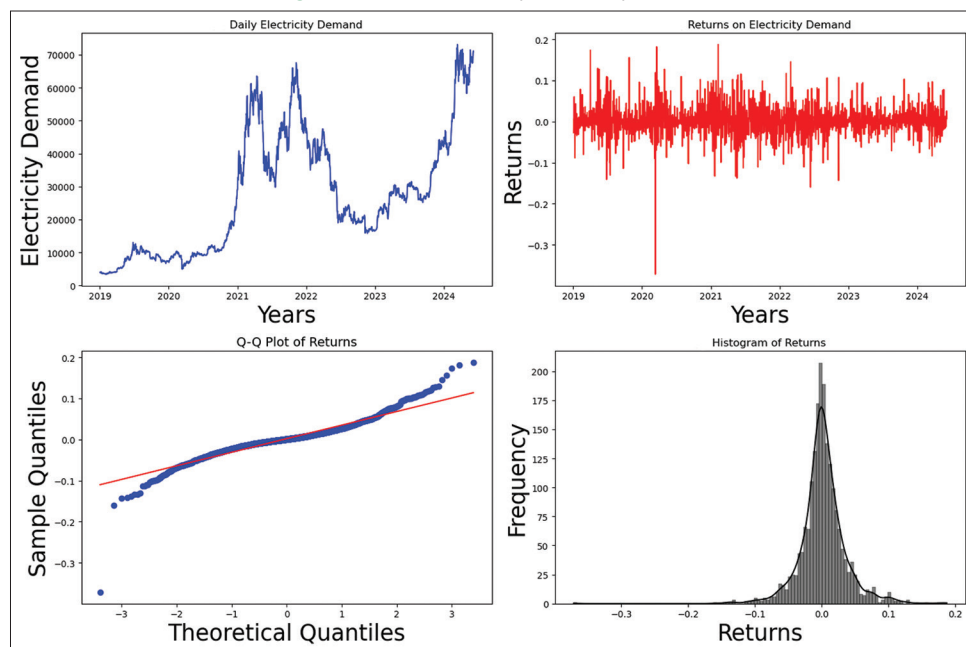 Daily Electricity Demand
Electricity Demand
70000
60000
50000
40000
30000
20000
10000
0
2019 2020 2021 2022 2023 2024
Years
Returns on Electricity Demand
Returns
0.2
0.1
0.0
−0.1
−0.2
−0.3
2019 2020 2021 2022 2023 2024
Years
Q-Q Plot of Returns
Sample Quantiles
0.2
0.1
0.0
−0.1
−0.2
−0.3
−3 −2 −1 0 1 2 3
Theoretical Quantiles
Histogram of Returns
Frequency
200
175
150
125
100
75
50
25
0
−0.3 −0.2 −0.1 0.0 0.1 0.2
Returns